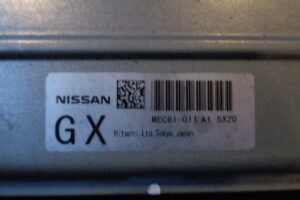 NISSAN
MEC61-011 A1 5X20
GX
Hitachi.Ltd.Tokyo Japan